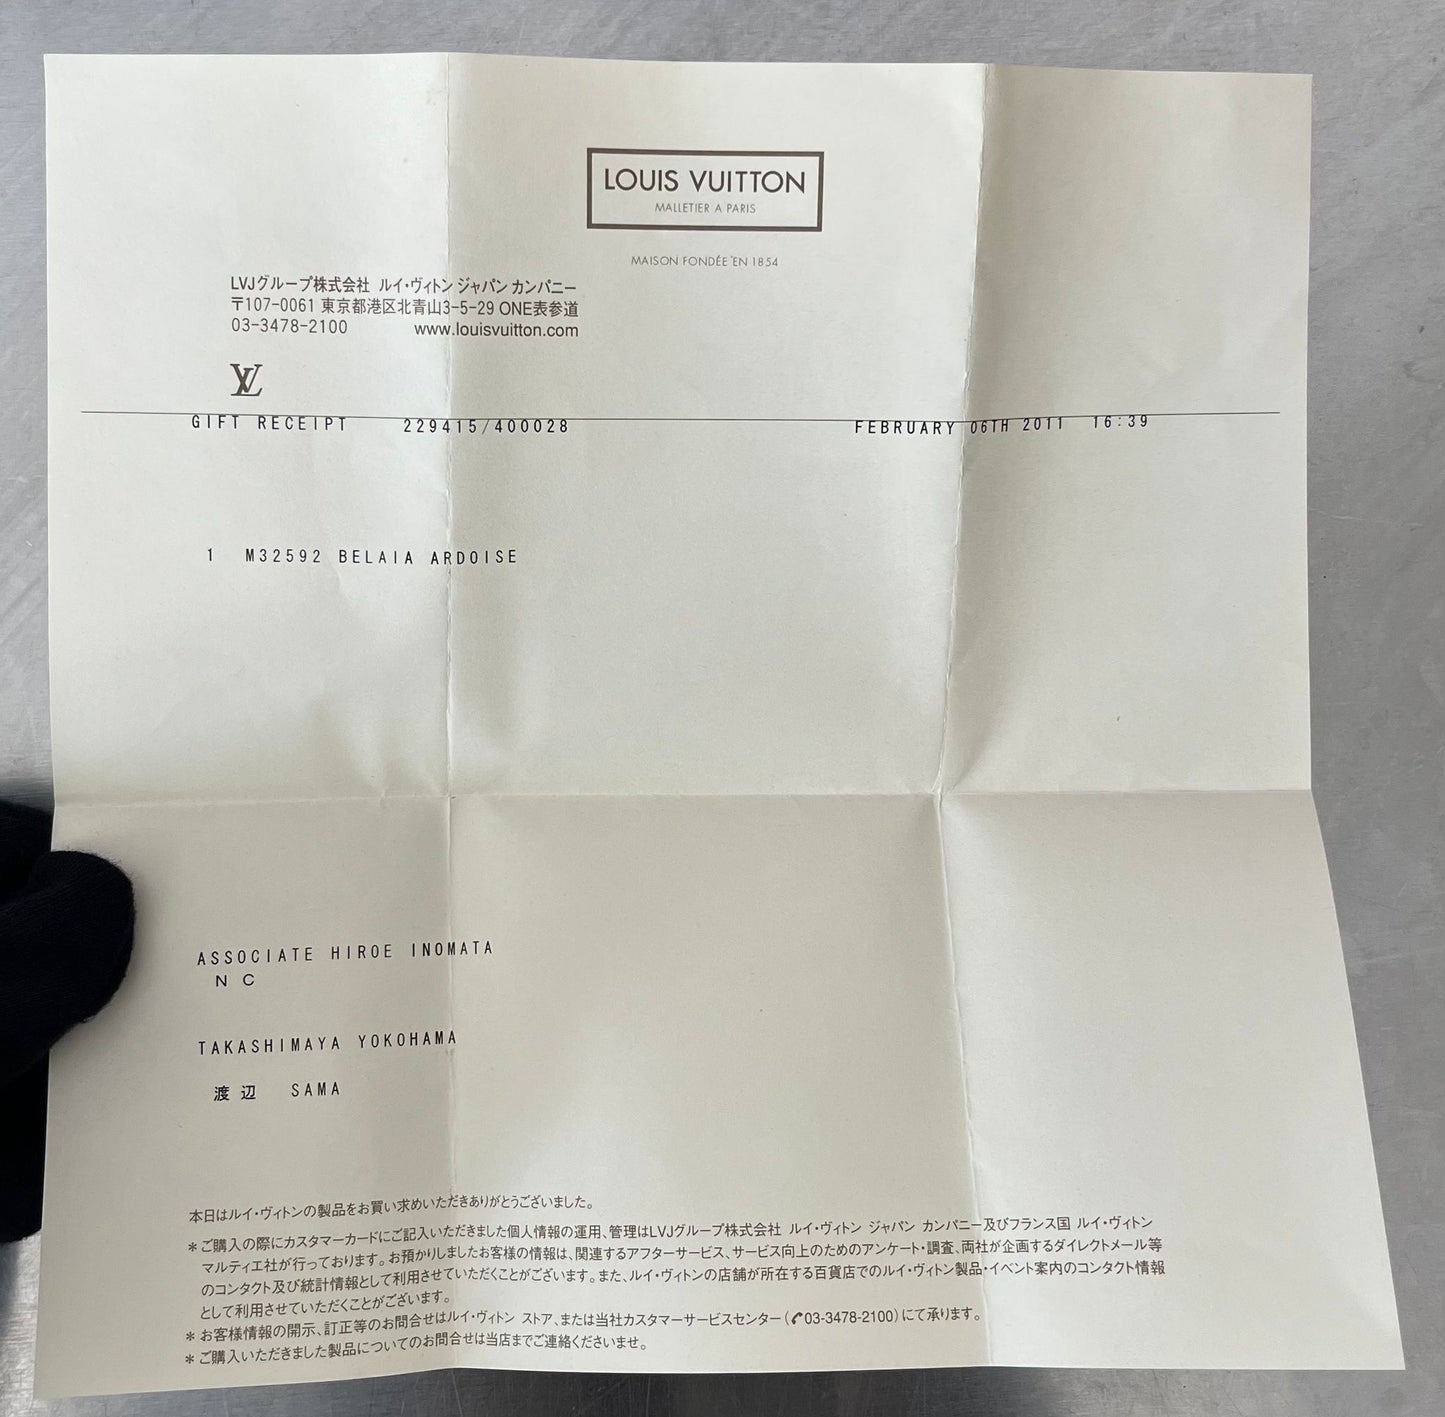 LOUIS VUITTON
MALLETIER A PARIS
MAISON FONDÉE EN 1854
LVJグループ株式会社 ルイ・ヴィトン ジャパン カンパニー
〒107-0061 東京都港区北青山3-5-29 ONE表参道
03-3478-2100 www.louisvuitton.com
LV
GIFT RECEIPT 229415/400028 FEBRUARY 06TH 2011 16:39
1 M32592 BELAIA ARDOISE
ASSOCIATE HIROE INOMATA
NC
TAKASHIMAYA YOKOHAMA
渡辺 SAMA
本日はルイ・ヴィトンの製品をお買い求めいただきありがとうございました。
＊ご購入の際にカスタマーカードにご記入いただきました個人情報の運用、管理はLVJグループ株式会社 ルイ・ヴィトン ジャパン カンパニー及びフランス国 ルイ・ヴィトン
マルティエ社が行っております。お預かりしましたお客様の情報は、関連するアフターサービス、サービス向上のためのアンケート・調査、両社が企画するダイレクトメール等
のコンタクト及び統計情報として利用させていただくことがございます。また、ルイ・ヴィトンの店舗が所在する百貨店でのルイ・ヴィトン製品・イベント案内のコンタクト情報
として利用させていただくことがございます。
＊お客様情報の開示、訂正等のお問合せはルイ・ヴィトン ストア、または当社カスタマーサービスセンター（✆03-3478-2100）にて承ります。
＊ご購入いただきました製品についてのお問合せは当店までご連絡くださいませ。